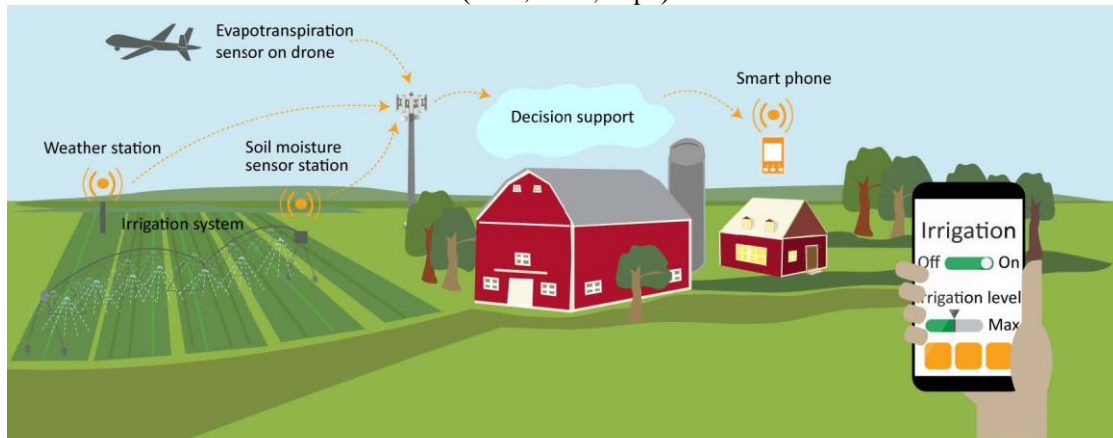 Evapotranspiration
sensor on drone
Smart phone
Decision support
Weather station
Soil moisture
sensor station
Irrigation system
Irrigation
Off On
rrigation level
Max